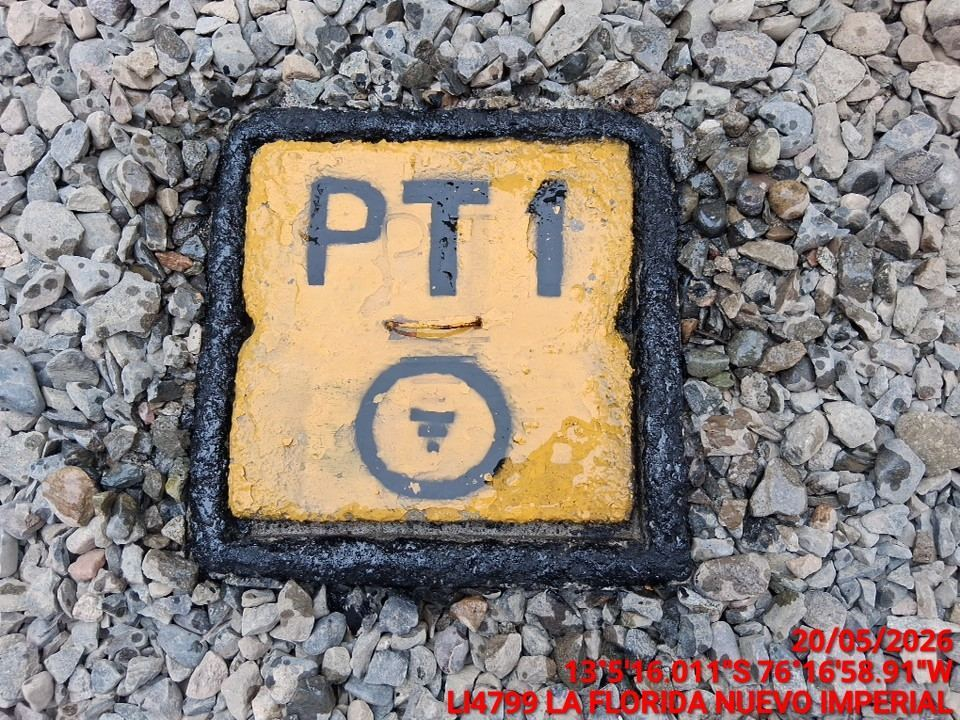 PT1
20/05/2026
13°5'16.011"S 76°16'58.91"W
LI4799 LA FLORIDA NUEVO IMPERIAL